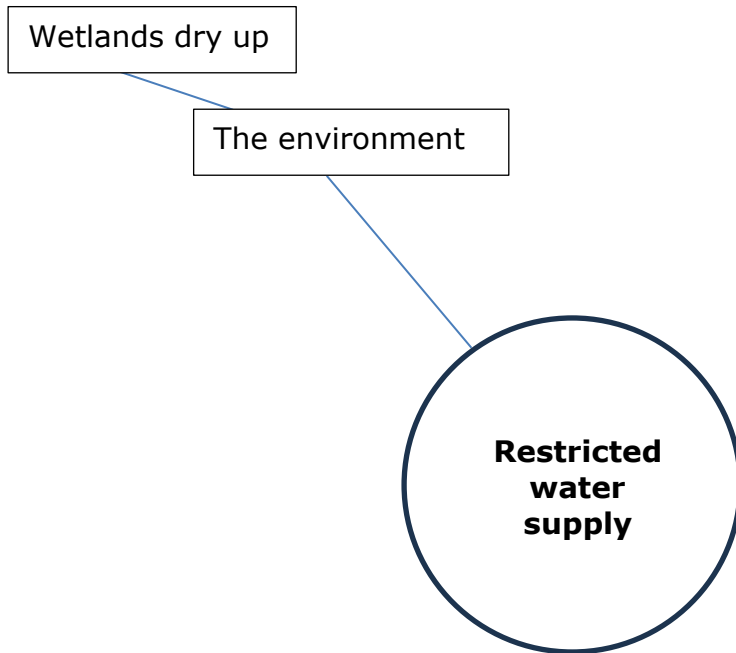 Wetlands dry up
The environment
Restricted
water
supply